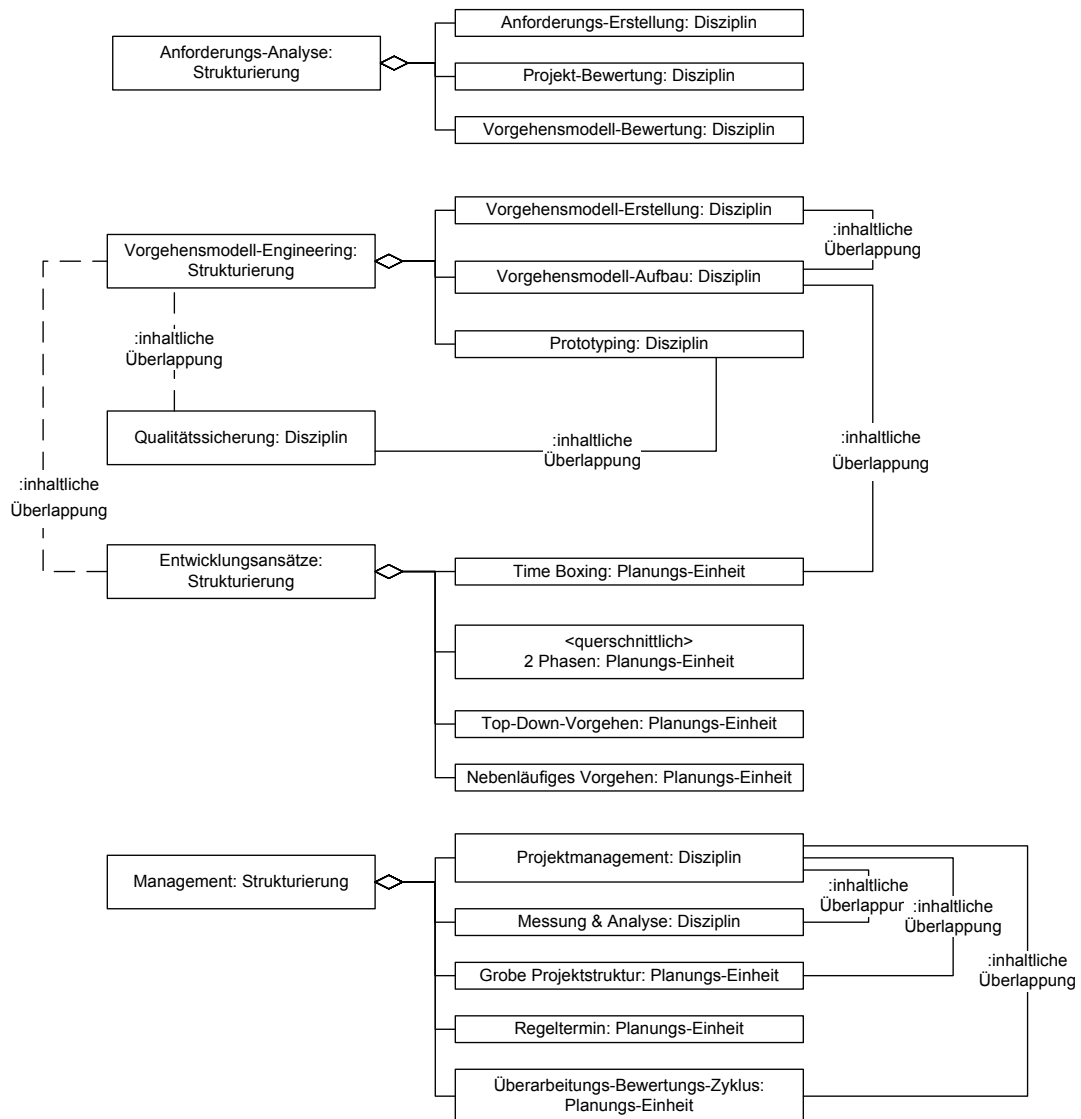 Anforderungs-Analyse:
Strukturierung
Anforderungs-Erstellung: Disziplin
Projekt-Bewertung: Disziplin
Vorgehensmodell-Bewertung: Disziplin
Vorgehensmodell-Engineering:
Strukturierung
Vorgehensmodell-Erstellung: Disziplin
:inhaltliche
Überlappung
Vorgehensmodell-Aufbau: Disziplin
Prototyping: Disziplin
:inhaltliche
Überlappung
Qualitätssicherung: Disziplin
:inhaltliche
Überlappung
:inhaltliche
Überlappung
:inhaltliche
Überlappung
Entwicklungsansätze:
Strukturierung
Time Boxing: Planungs-Einheit
<querschnittlich>
2 Phasen: Planungs-Einheit
Top-Down-Vorgehen: Planungs-Einheit
Nebenläufiges Vorgehen: Planungs-Einheit
Management: Strukturierung
Projektmanagement: Disziplin
Messung & Analyse: Disziplin
Grobe Projektstruktur: Planungs-Einheit
Regeltermin: Planungs-Einheit
Überarbeitungs-Bewertungs-Zyklus:
Planungs-Einheit
:inhaltliche
Überlappun
:inhaltliche
Überlappung
:inhaltliche
Überlappung